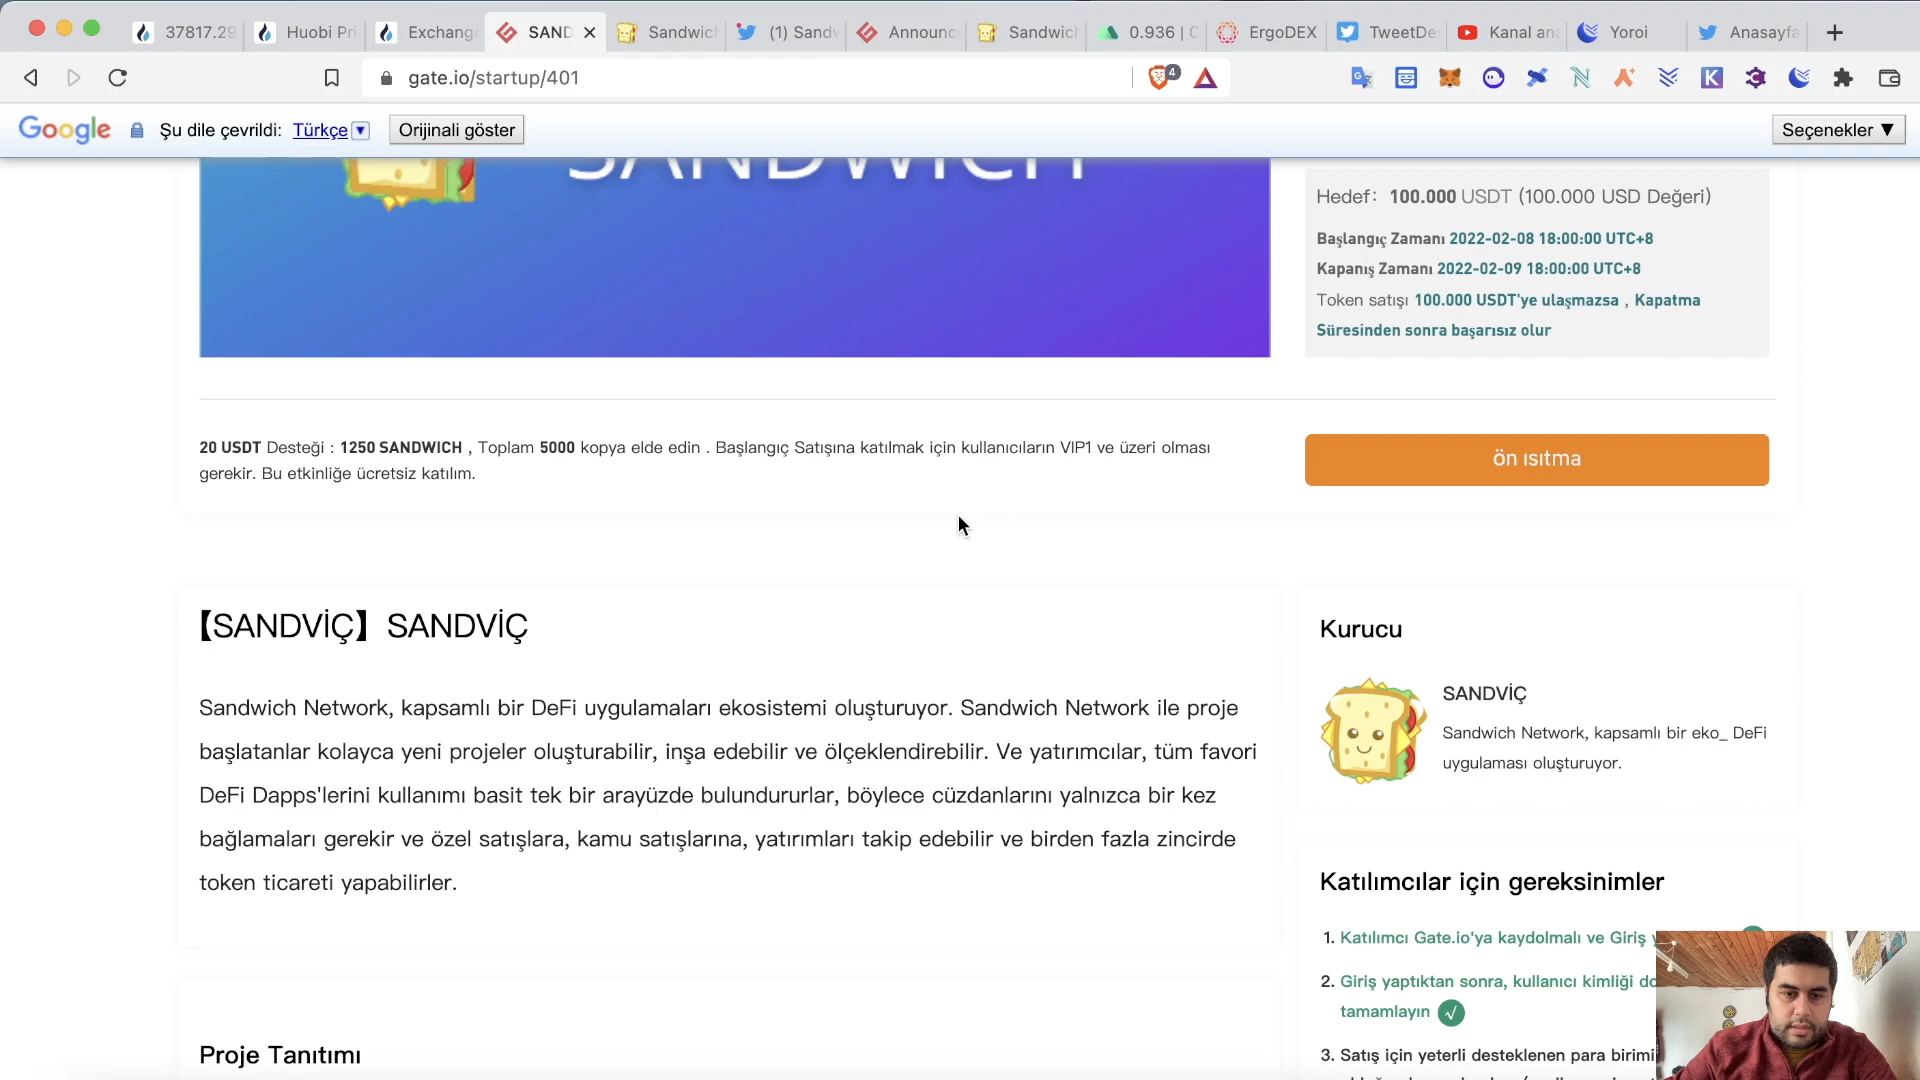 37817.29
Huobi Pri
Exchang
SAND
Sandwich
(1) Sandw
Announc
Sandwich
0.936 | C
ErgoDEX
TweetDe
Kanal ana
Yoroi
Anasayfa
gate.io/startup/401
4
Google Şu dile çevrildi: Türkçe ▼ Orijinali göster
Seçenekler ▼
SANDWICH
Hedef: 100.000 USDT (100.000 USD Değeri)
Başlangıç Zamanı 2022-02-08 18:00:00 UTC+8
Kapanış Zamanı 2022-02-09 18:00:00 UTC+8
Token satışı 100.000 USDT'ye ulaşmazsa , Kapatma
Süresinden sonra başarısız olur
20 USDT Desteği : 1250 SANDWICH , Toplam 5000 kopya elde edin . Başlangıç Satışına katılmak için kullanıcıların VIP1 ve üzeri olması
gerekir. Bu etkinliğe ücretsiz katılım.
ön ısıtma
【SANDVİÇ】SANDVİÇ
Sandwich Network, kapsamlı bir DeFi uygulamaları ekosistemi oluşturuyor. Sandwich Network ile proje
başlatanlar kolayca yeni projeler oluşturabilir, inşa edebilir ve ölçeklendirebilir. Ve yatırımcılar, tüm favori
DeFi Dapps'lerini kullanımı basit tek bir arayüzde bulundururlar, böylece cüzdanlarını yalnızca bir kez
bağlamaları gerekir ve özel satışlara, kamu satışlarına, yatırımları takip edebilir ve birden fazla zincirde
token ticareti yapabilirler.
Proje Tanıtımı
Kurucu
SANDVİÇ
Sandwich Network, kapsamlı bir eko_ DeFi
uygulaması oluşturuyor.
Katılımcılar için gereksinimler
1. Katılımcı Gate.io'ya kaydolmalı ve Giriş
2. Giriş yaptıktan sonra, kullanıcı kimliği do
tamamlayın
3. Satış için yeterli desteklenen para birimi